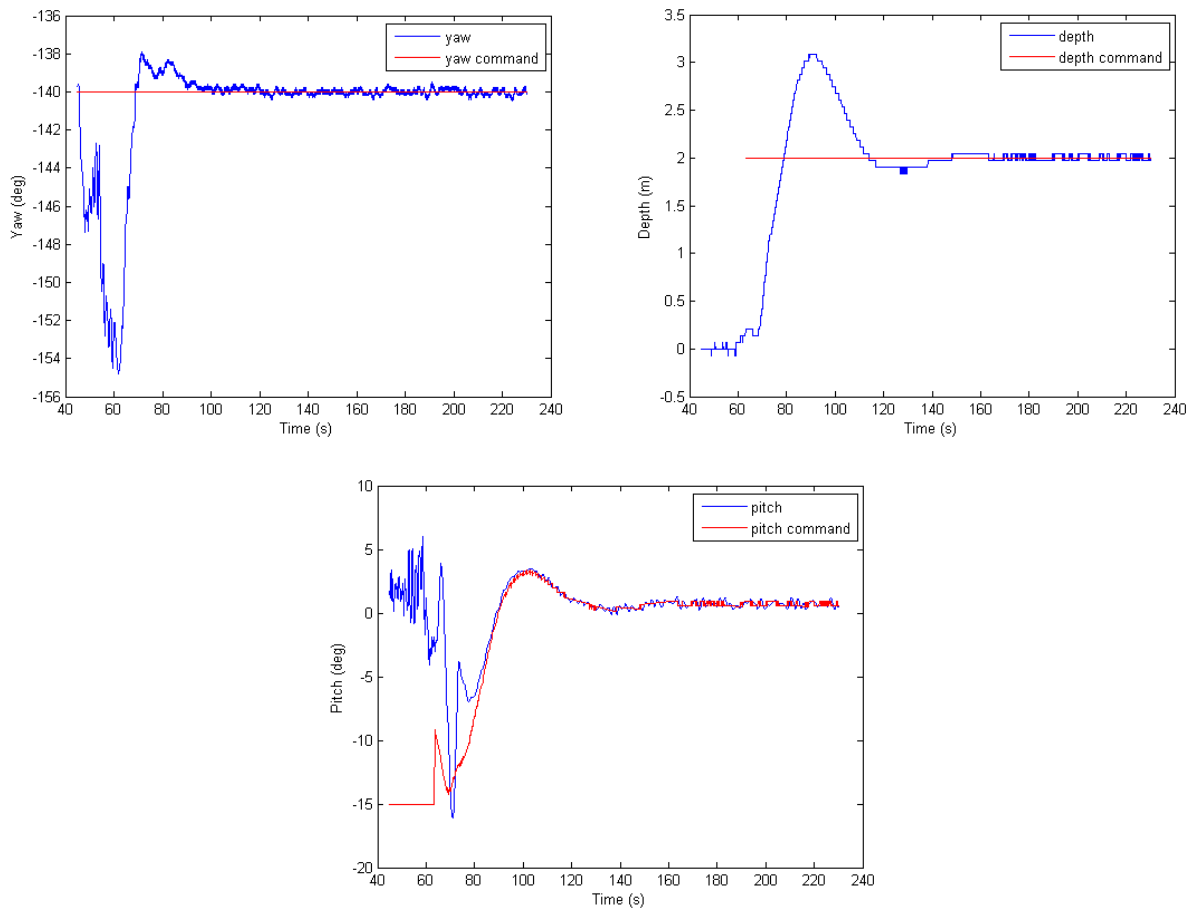 -136
-138
-140
-142
-144
-146
-148
-150
-152
-154
-156
Yaw (deg)
yaw
yaw command
40 60 80 100 120 140 160 180 200 220 240
Time (s)
3.5
3
2.5
2
1.5
1
0.5
0
-0.5
Depth (m)
depth
depth command
40 60 80 100 120 140 160 180 200 220 240
Time (s)
10
5
0
-5
-10
-15
-20
Pitch (deg)
pitch
pitch command
40 60 80 100 120 140 160 180 200 220 240
Time (s)